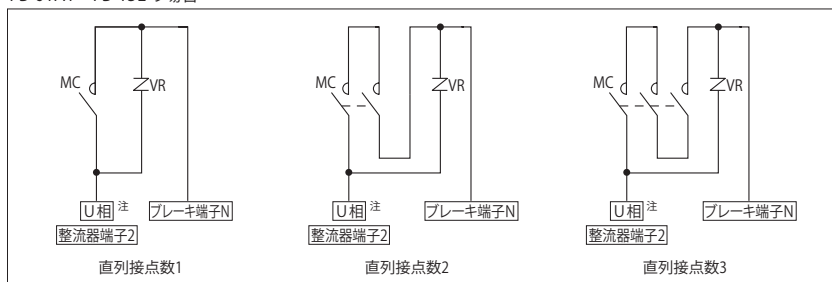 MC
VR
U相 注
ブレーキ端子N
整流器端子2
直列接点数1
MC
VR
U相 注
ブレーキ端子N
整流器端子2
直列接点数2
MC
VR
U相 注
ブレーキ端子N
整流器端子2
直列接点数3